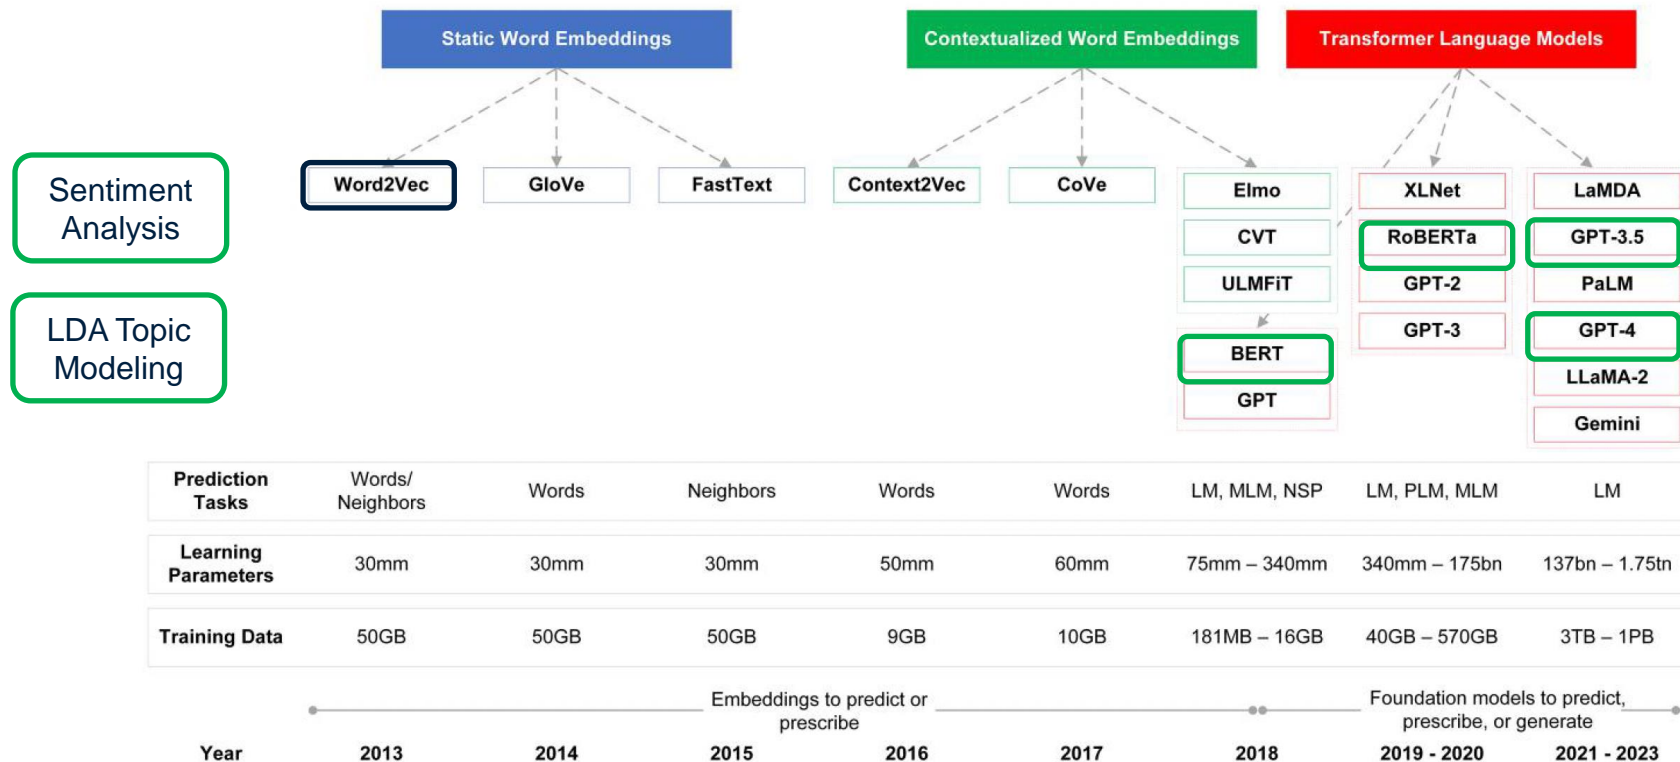 Static Word Embeddings
Contextualized Word Embeddings
Transformer Language Models
Sentiment
Analysis
LDA Topic
Modeling
Word2Vec
GloVe
FastText
Context2Vec
CoVe
Elmo
CVT
ULMFiT
BERT
GPT
XLNet
RoBERTa
GPT-2
GPT-3
LaMDA
GPT-3.5
PaLM
GPT-4
LLaMA-2
Gemini
Prediction
Tasks
Words/
Neighbors
Words
Neighbors
Words
Words
LM, MLM, NSP
LM, PLM, MLM
LM
Learning
Parameters
30mm
30mm
30mm
50mm
60mm
75mm – 340mm
340mm – 175bn
137bn – 1.75tn
Training Data
50GB
50GB
50GB
9GB
10GB
181MB – 16GB
40GB – 570GB
3TB – 1PB
Embeddings to predict or
prescribe
Foundation models to predict,
prescribe, or generate
Year
2013
2014
2015
2016
2017
2018
2019 - 2020
2021 - 2023